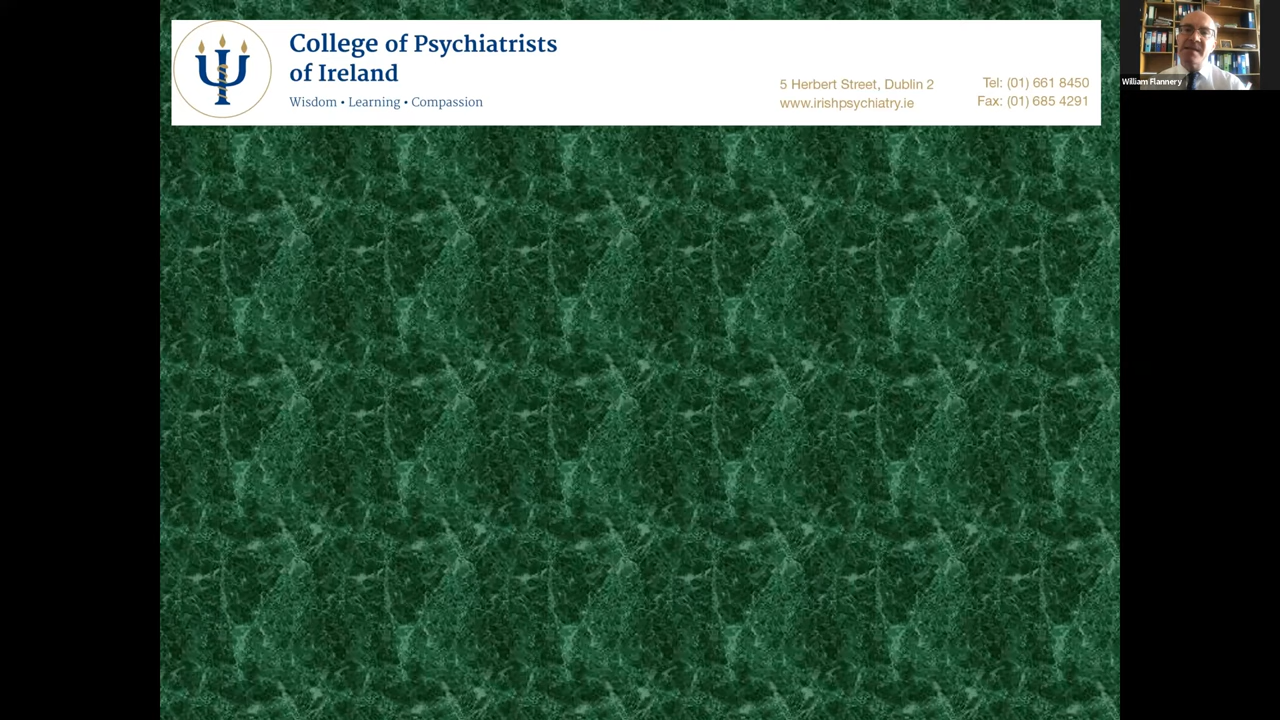 College of Psychiatrists
of Ireland
Wisdom • Learning • Compassion
5 Herbert Street, Dublin 2
www.irishpsychiatry.ie
Tel: (01) 661 8450
Fax: (01) 685 4291
William Flannery